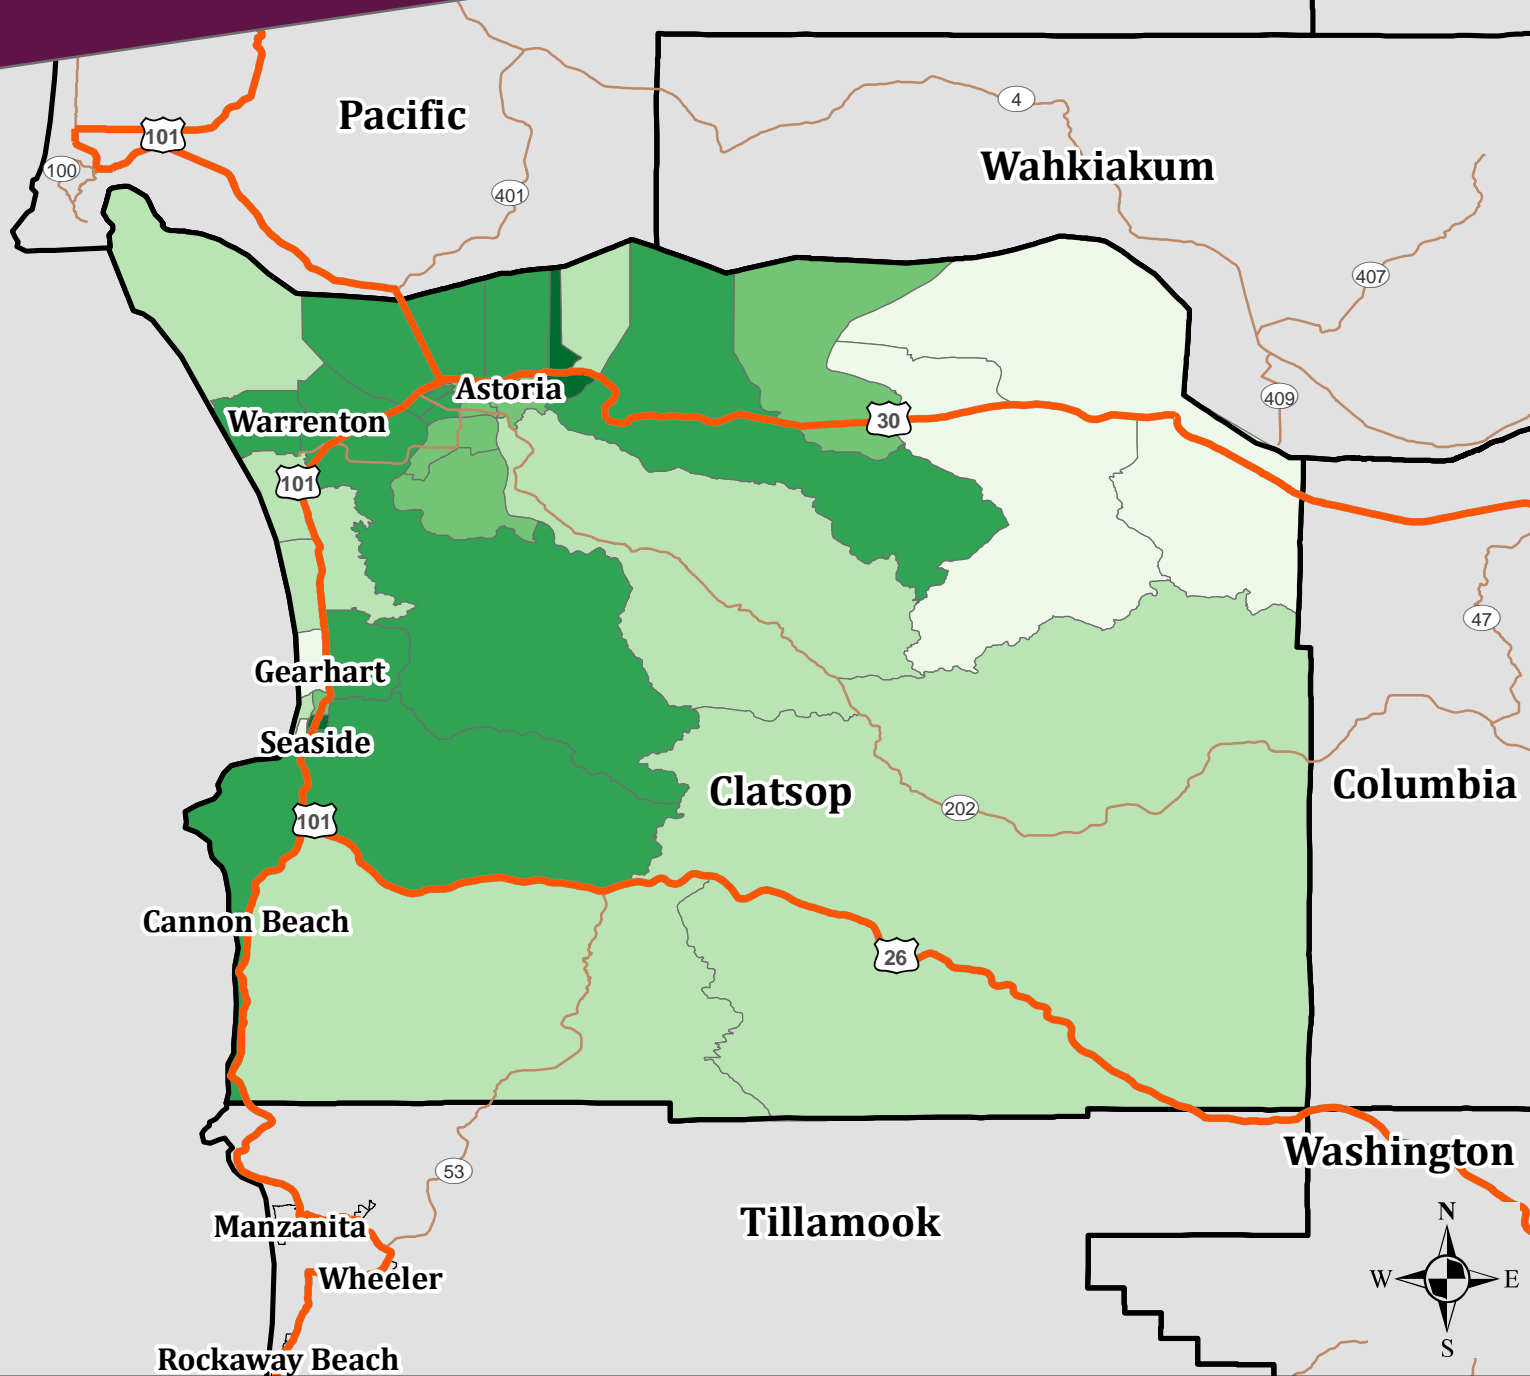 4
Pacific
101
Wahkiakum
100
401
407
409
Astoria
Warrenton
30
101
47
Gearhart
Seaside
Clatsop
Columbia
202
101
Cannon Beach
26
Washington
53
N
W E
S
Tillamook
Manzanita
Wheeler
Rockaway Beach